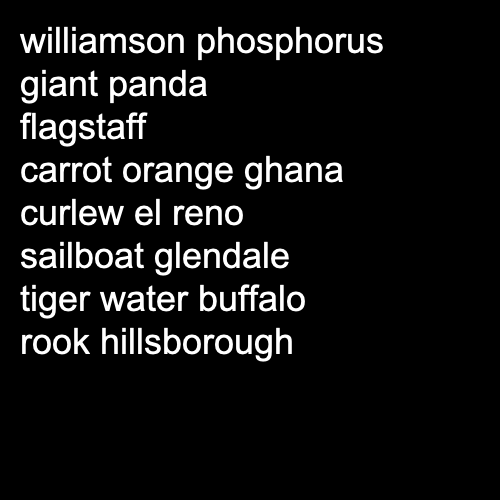 williamson phosphorus
giant panda
flagstaff
carrot orange ghana
curlew el reno
sailboat glendale
tiger water buffalo
rook hillsborough